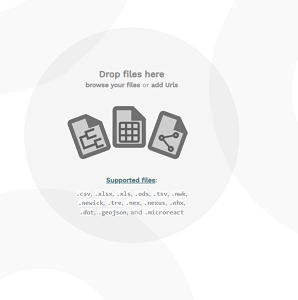 Drop files here
browse your files or add Urls
Supported files:
.csv, .xlsx, .xls, .ods, .tsv, .nwk,
.newick, .tre, .nex, .nexus, .nhx,
.dot, .geojson, and .microreact